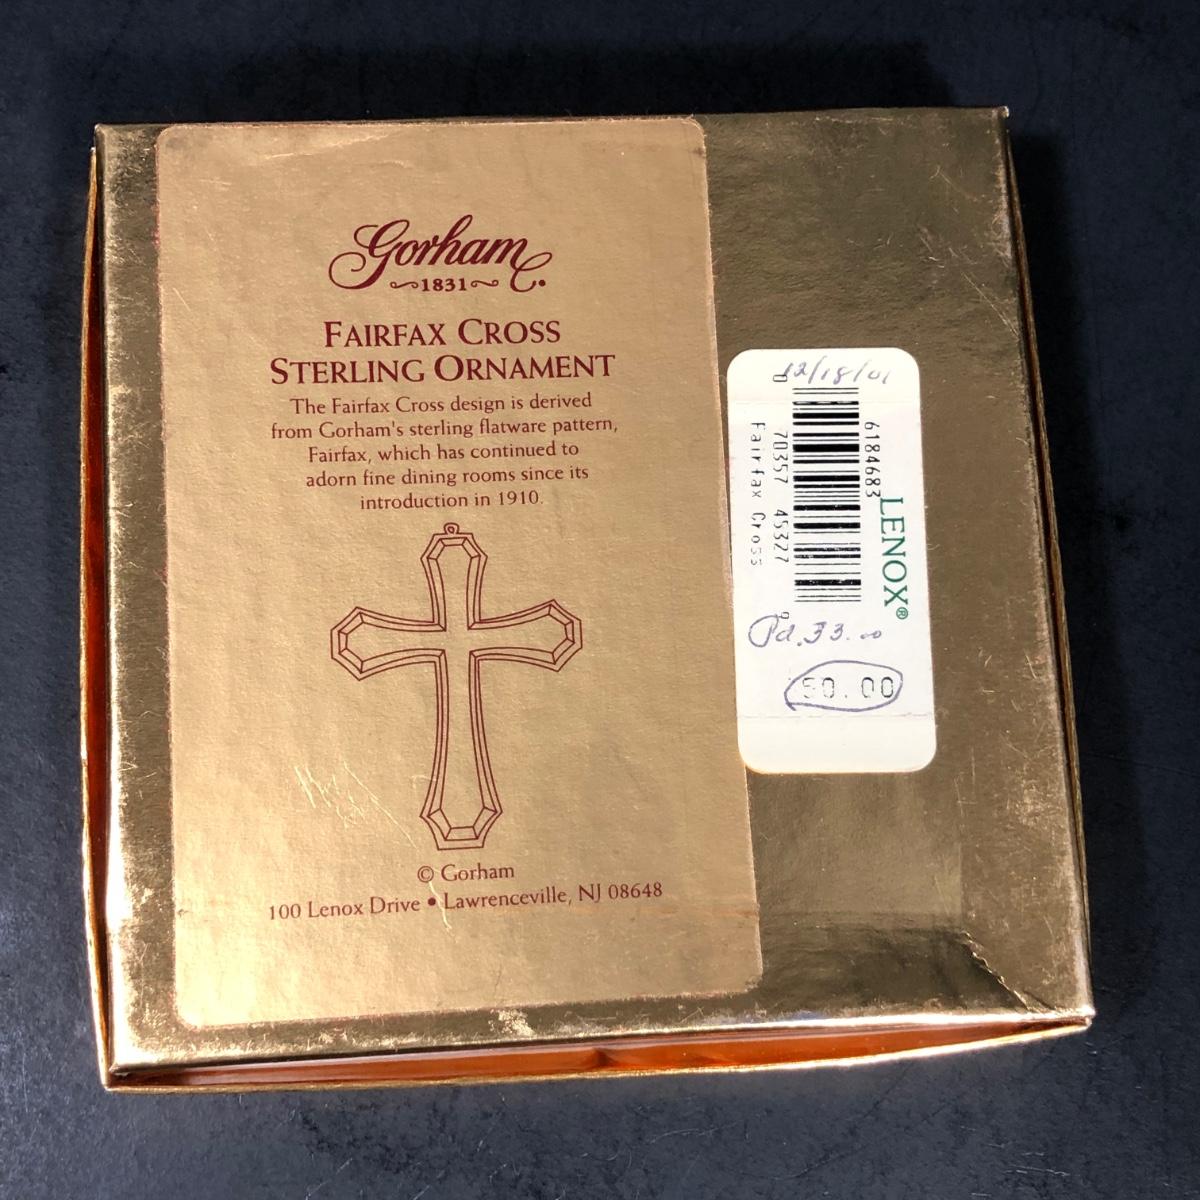 Gorham
1831
FAIRFAX CROSS
STERLING ORNAMENT
The Fairfax Cross design is derived
from Gorham's sterling flatware pattern,
Fairfax, which has continued to
adorn fine dining rooms since its
introduction in 1910.
© Gorham
100 Lenox Drive • Lawrenceville, NJ 08648
12/18/01
LENOX®
6184683
0 70357 45327 9
Fairfax Cross
Pd. 33.00
50.00